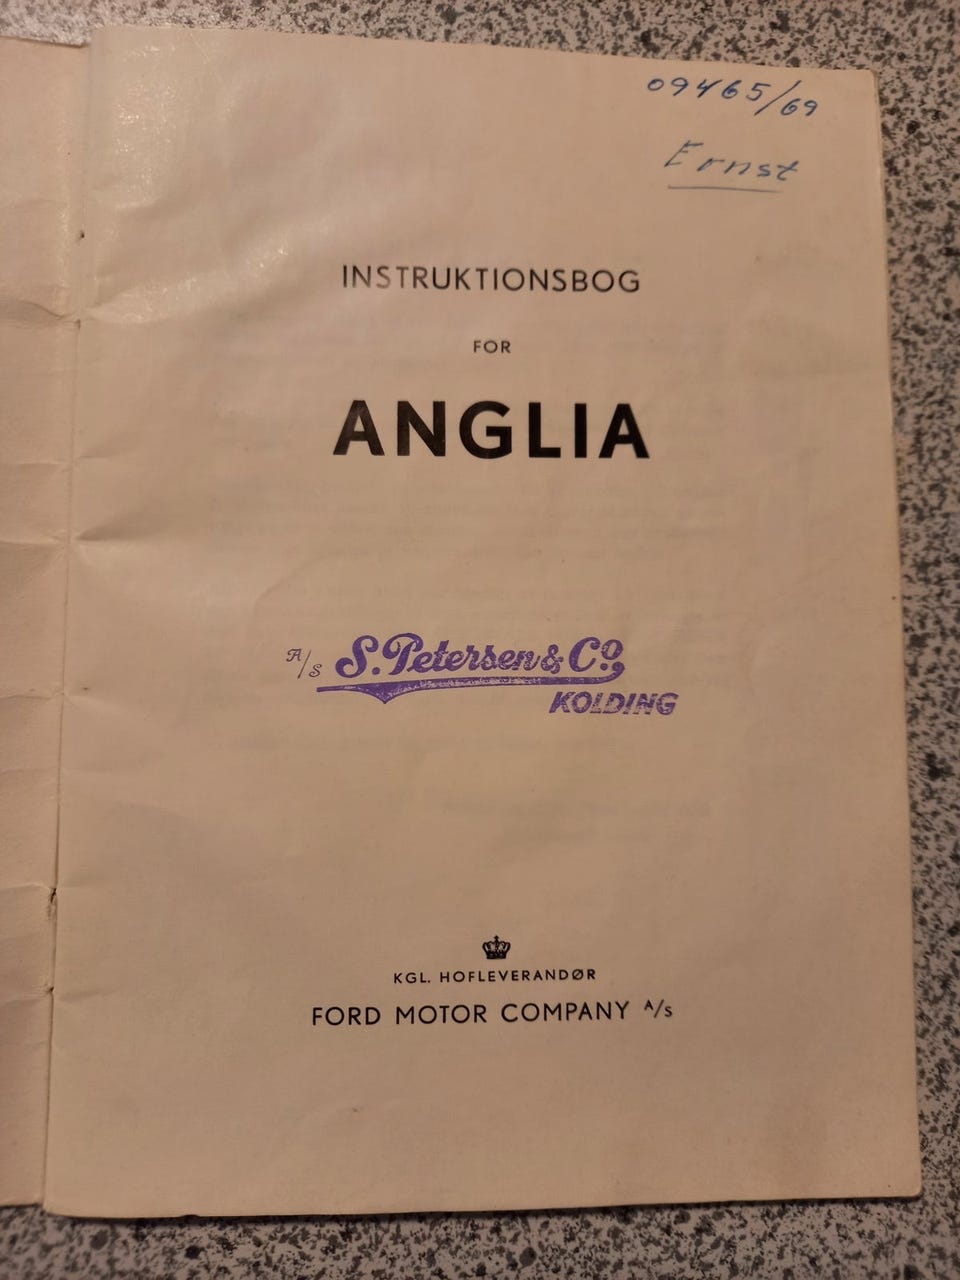 09465/69
Ernst
INSTRUKTIONSBOG
FOR
ANGLIA
A/S S. Petersen & Co.
KOLDING
KGL. HOFLEVERANDØR
FORD MOTOR COMPANY A/S